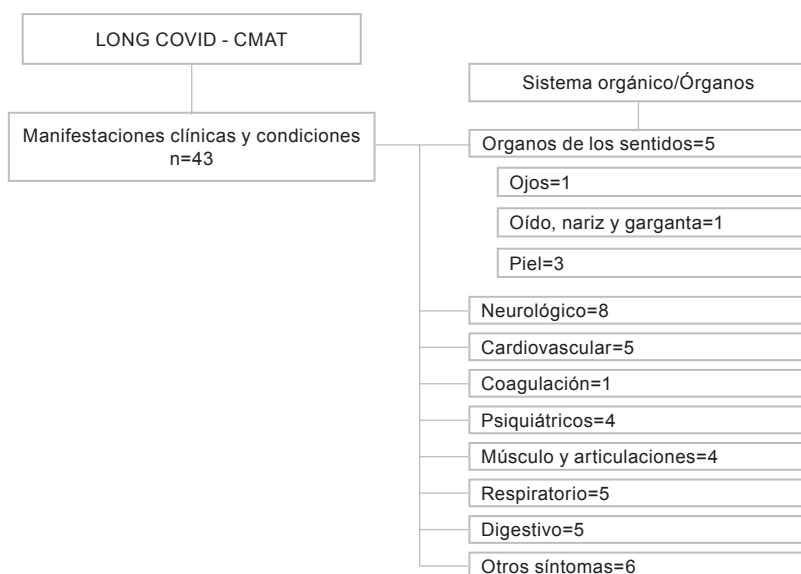 LONG COVID - CMAT
Manifestaciones clínicas y condiciones
n=43
Sistema orgánico/Órganos
Organos de los sentidos=5
Ojos=1
Oído, nariz y garganta=1
Piel=3
Neurológico=8
Cardiovascular=5
Coagulación=1
Psiquiátricos=4
Músculo y articulaciones=4
Respiratorio=5
Digestivo=5
Otros síntomas=6